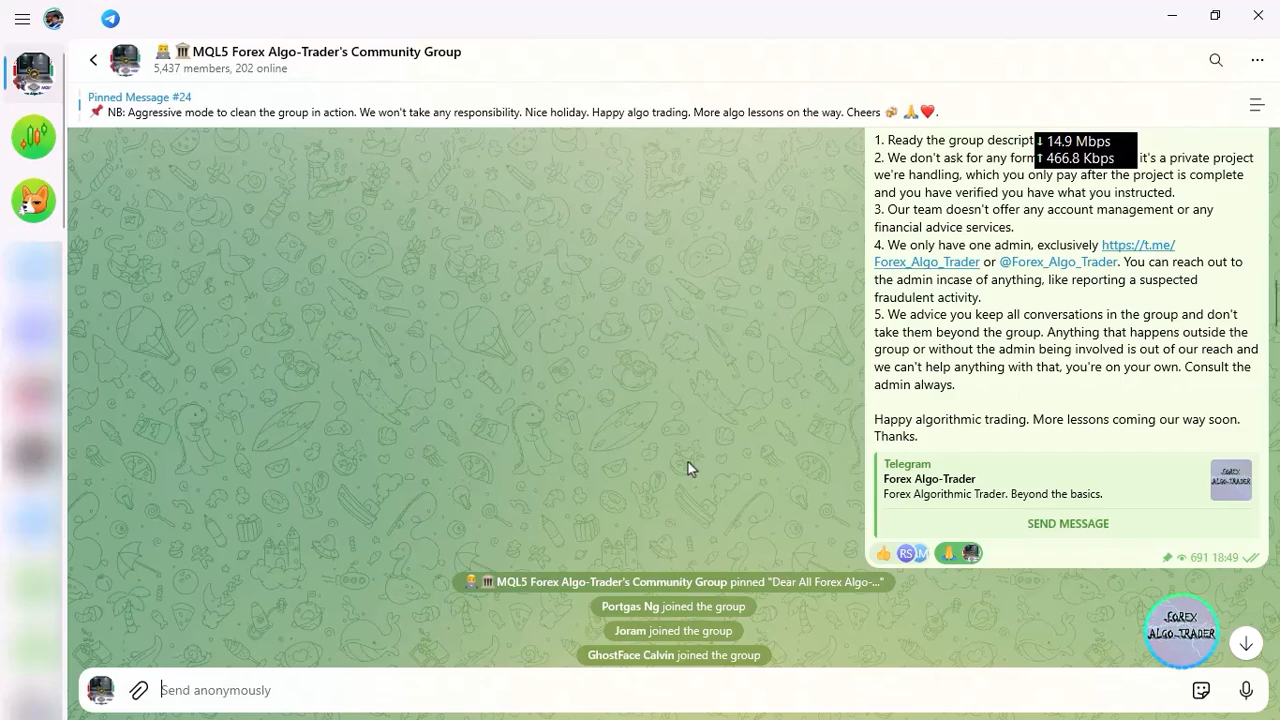 👨‍💻🏛MQL5 Forex Algo-Trader's Community Group
5,437 members, 202 online
Pinned Message #24
📌 NB: Aggressive mode to clean the group in action. We won't take any responsibility. Nice holiday. Happy algo trading. More algo lessons on the way. Cheers 🍻🙏❤️.
1. Ready the group descript
↓ 14.9 Mbps
↑ 466.8 Kbps
2. We don't ask for any form it's a private project
we're handling, which you only pay after the project is complete
and you have verified you have what you instructed.
3. Our team doesn't offer any account management or any
financial advice services.
4. We only have one admin, exclusively https://t.me/
Forex_Algo_Trader or @Forex_Algo_Trader. You can reach out to
the admin incase of anything, like reporting a suspected
fraudulent activity.
5. We advice you keep all conversations in the group and don't
take them beyond the group. Anything that happens outside the
group or without the admin being involved is out of our reach and
we can't help anything with that, you're on your own. Consult the
admin always.
Happy algorithmic trading. More lessons coming our way soon.
Thanks.
Telegram
Forex Algo-Trader
Forex Algorithmic Trader. Beyond the basics.
FOREX
ALGO-TRADER
SEND MESSAGE
👍 RS 🙏
691 18:49
👨‍💻🏛 MQL5 Forex Algo-Trader's Community Group pinned "Dear All Forex Algo-..."
Portgas Ng joined the group
Joram joined the group
GhostFace Calvin joined the group
FOREX
ALGO-TRADER
Send anonymously